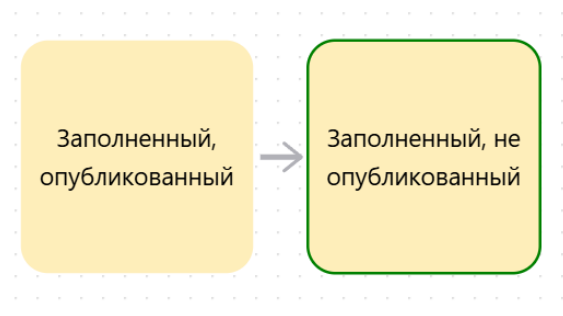 Заполненный,
опубликованный
Заполненный, не
опубликованный